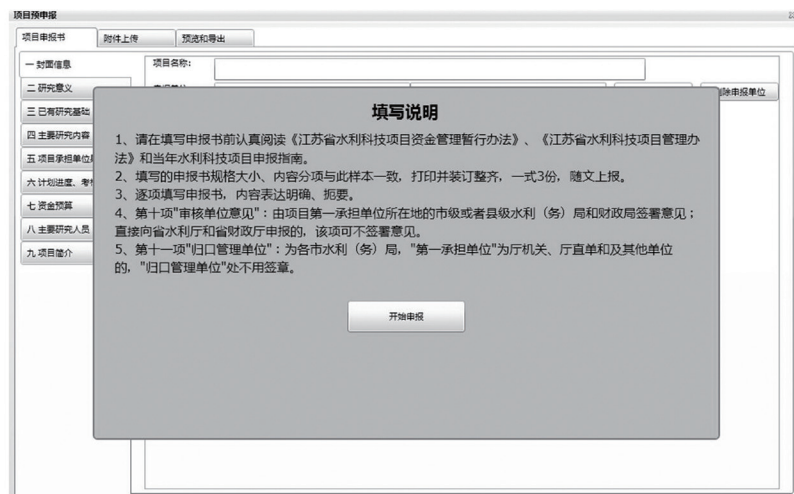 项目预申报
项目申报书
附件上传
预览和导出
一 封面信息
项目名称:
二 研究意义
除申报单位
三 已有研究基础
四 主要研究内容
五 项目承担单位
六 计划进度、考
七 资金预算
八 主要研究人员
九 项目简介
填写说明
1、请在填写申报书前认真阅读《江苏省水利科技项目资金管理暂行办法》、《江苏省水利科技项目管理办
法》和当年水利科技项目申报指南。
2、填写的申报书规格大小、内容分项与此样本一致，打印并装订整齐，一式3份，随文上报。
3、逐项填写申报书，内容表达明确、扼要。
4、第十项"审核单位意见"：由项目第一承担单位所在地的市级或者县级水利（务）局和财政局签署意见；
直接向省水利厅和省财政厅申报的，该项可不签署意见。
5、第十一项"归口管理单位"：为各市水利（务）局，"第一承担单位"为厅机关、厅直单和及其他单位
的，"归口管理单位"处不用签章。
开始申报